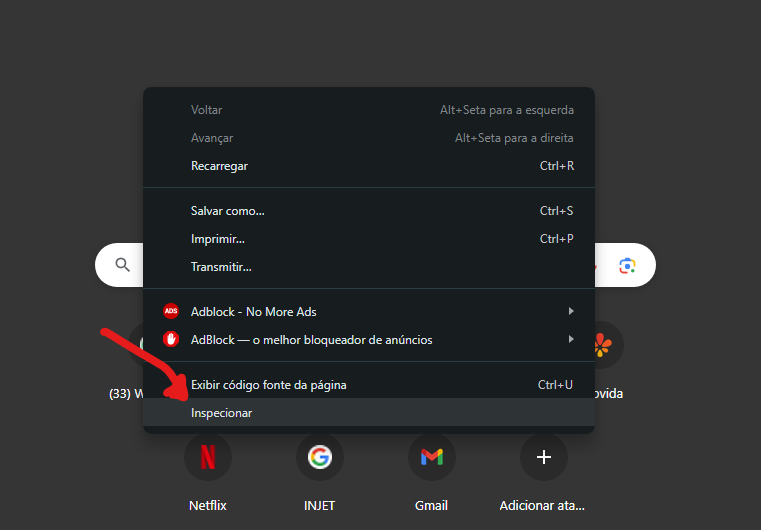 Voltar Alt+Seta para a esquerda
Avançar Alt+Seta para a direita
Recarregar Ctrl+R
Salvar como... Ctrl+S
Imprimir... Ctrl+P
Transmitir...
ADS Adblock - No More Ads
AdBlock — o melhor bloqueador de anúncios
Exibir código fonte da página Ctrl+U
(33) W
ovida
Inspecionar
Netflix INJET Gmail Adicionar ata...